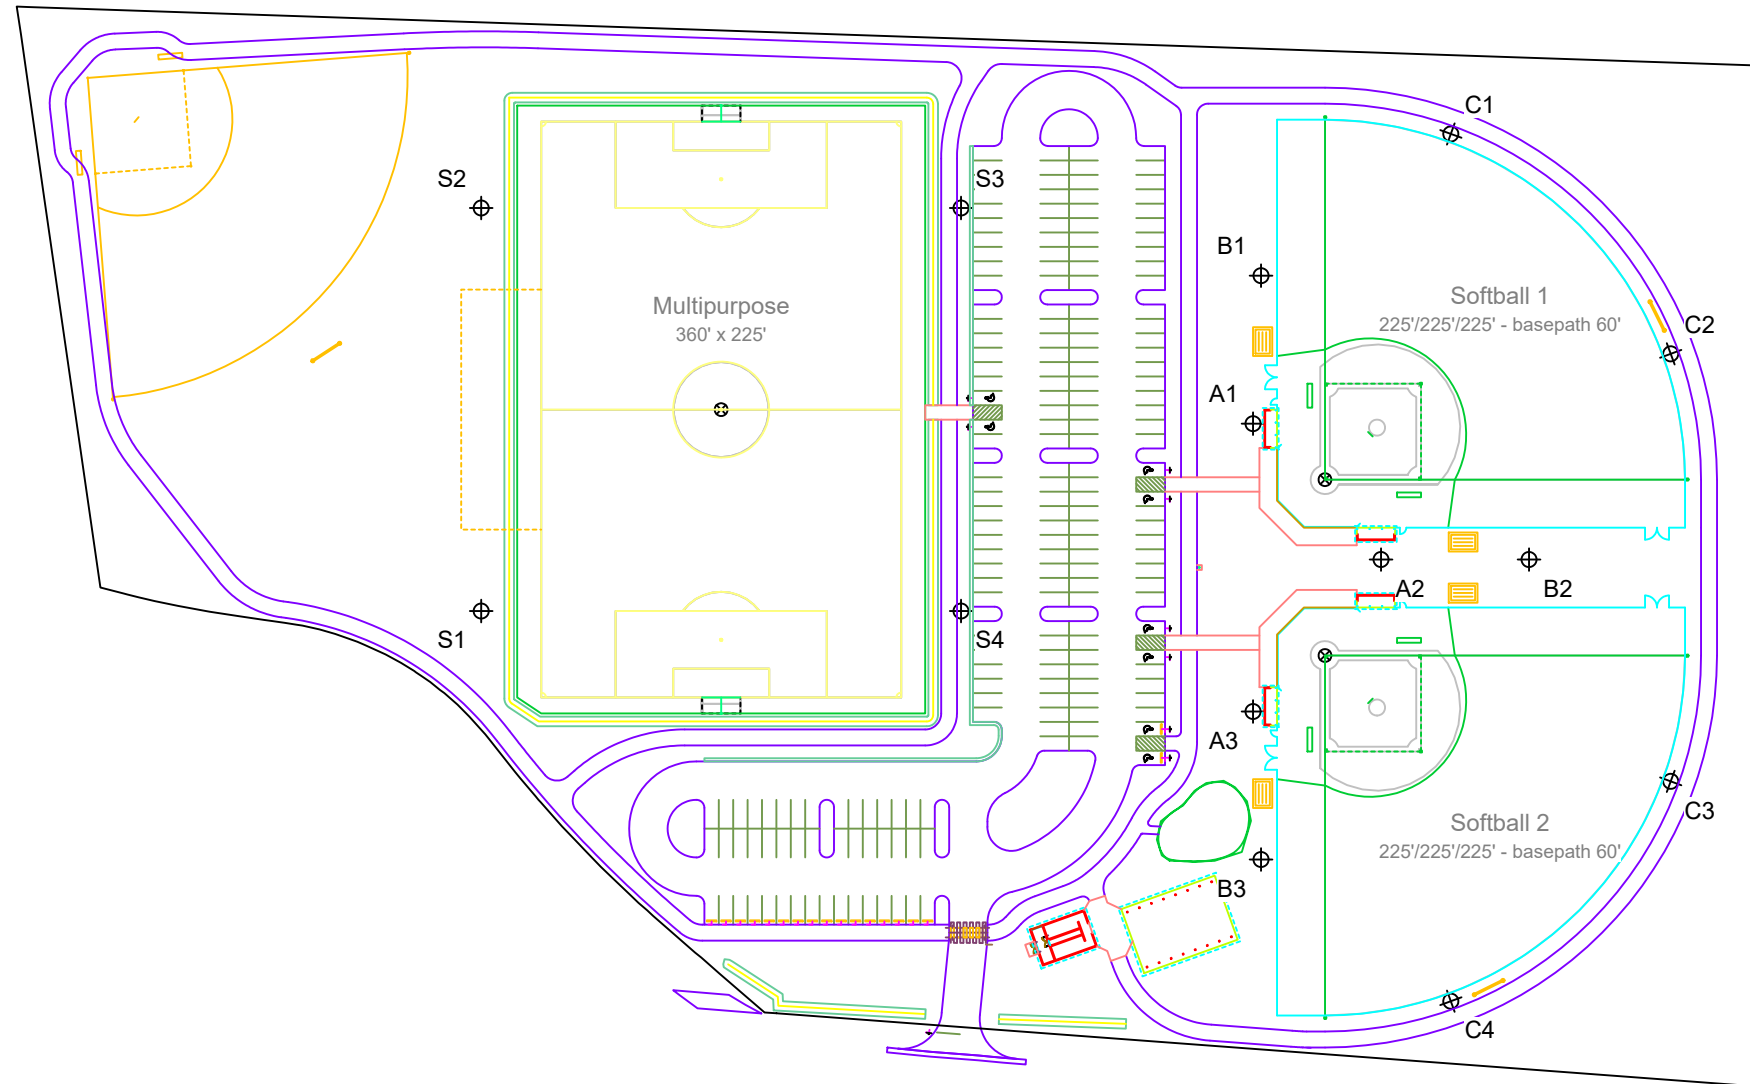 C1
S2
S3
B1
Softball 1
225'/225'/225' - basepath 60'
C2
Multipurpose
360' x 225'
A1
A2
B2
S1
S4
A3
C3
Softball 2
225'/225'/225' - basepath 60'
B3
C4